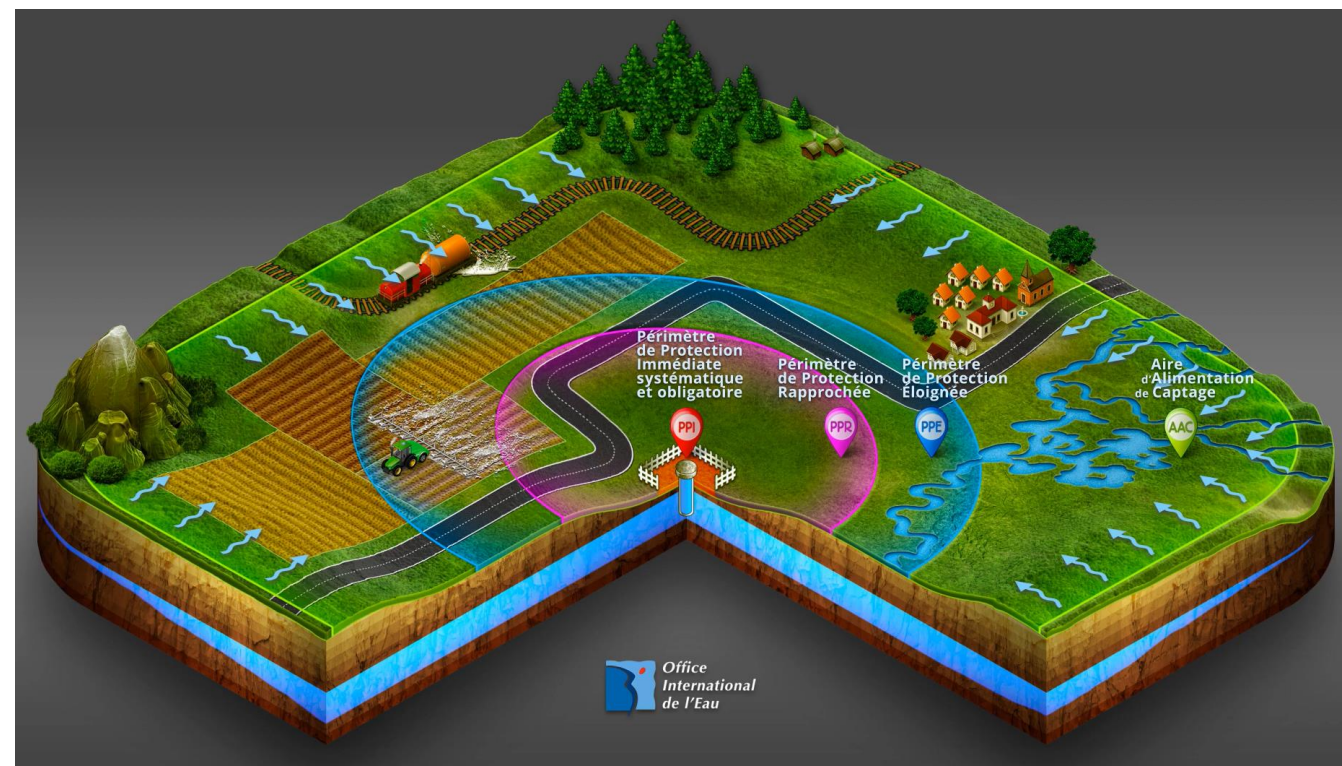 Périmètre
de Protection
Immédiate
systématique
et obligatoire
PPI
Périmètre
de Protection
Rapprochée
PPR
Périmètre
de Protection
Éloignée
PPE
Aire
d'Alimentation
de Captage
AAC
Office
International
de l'Eau